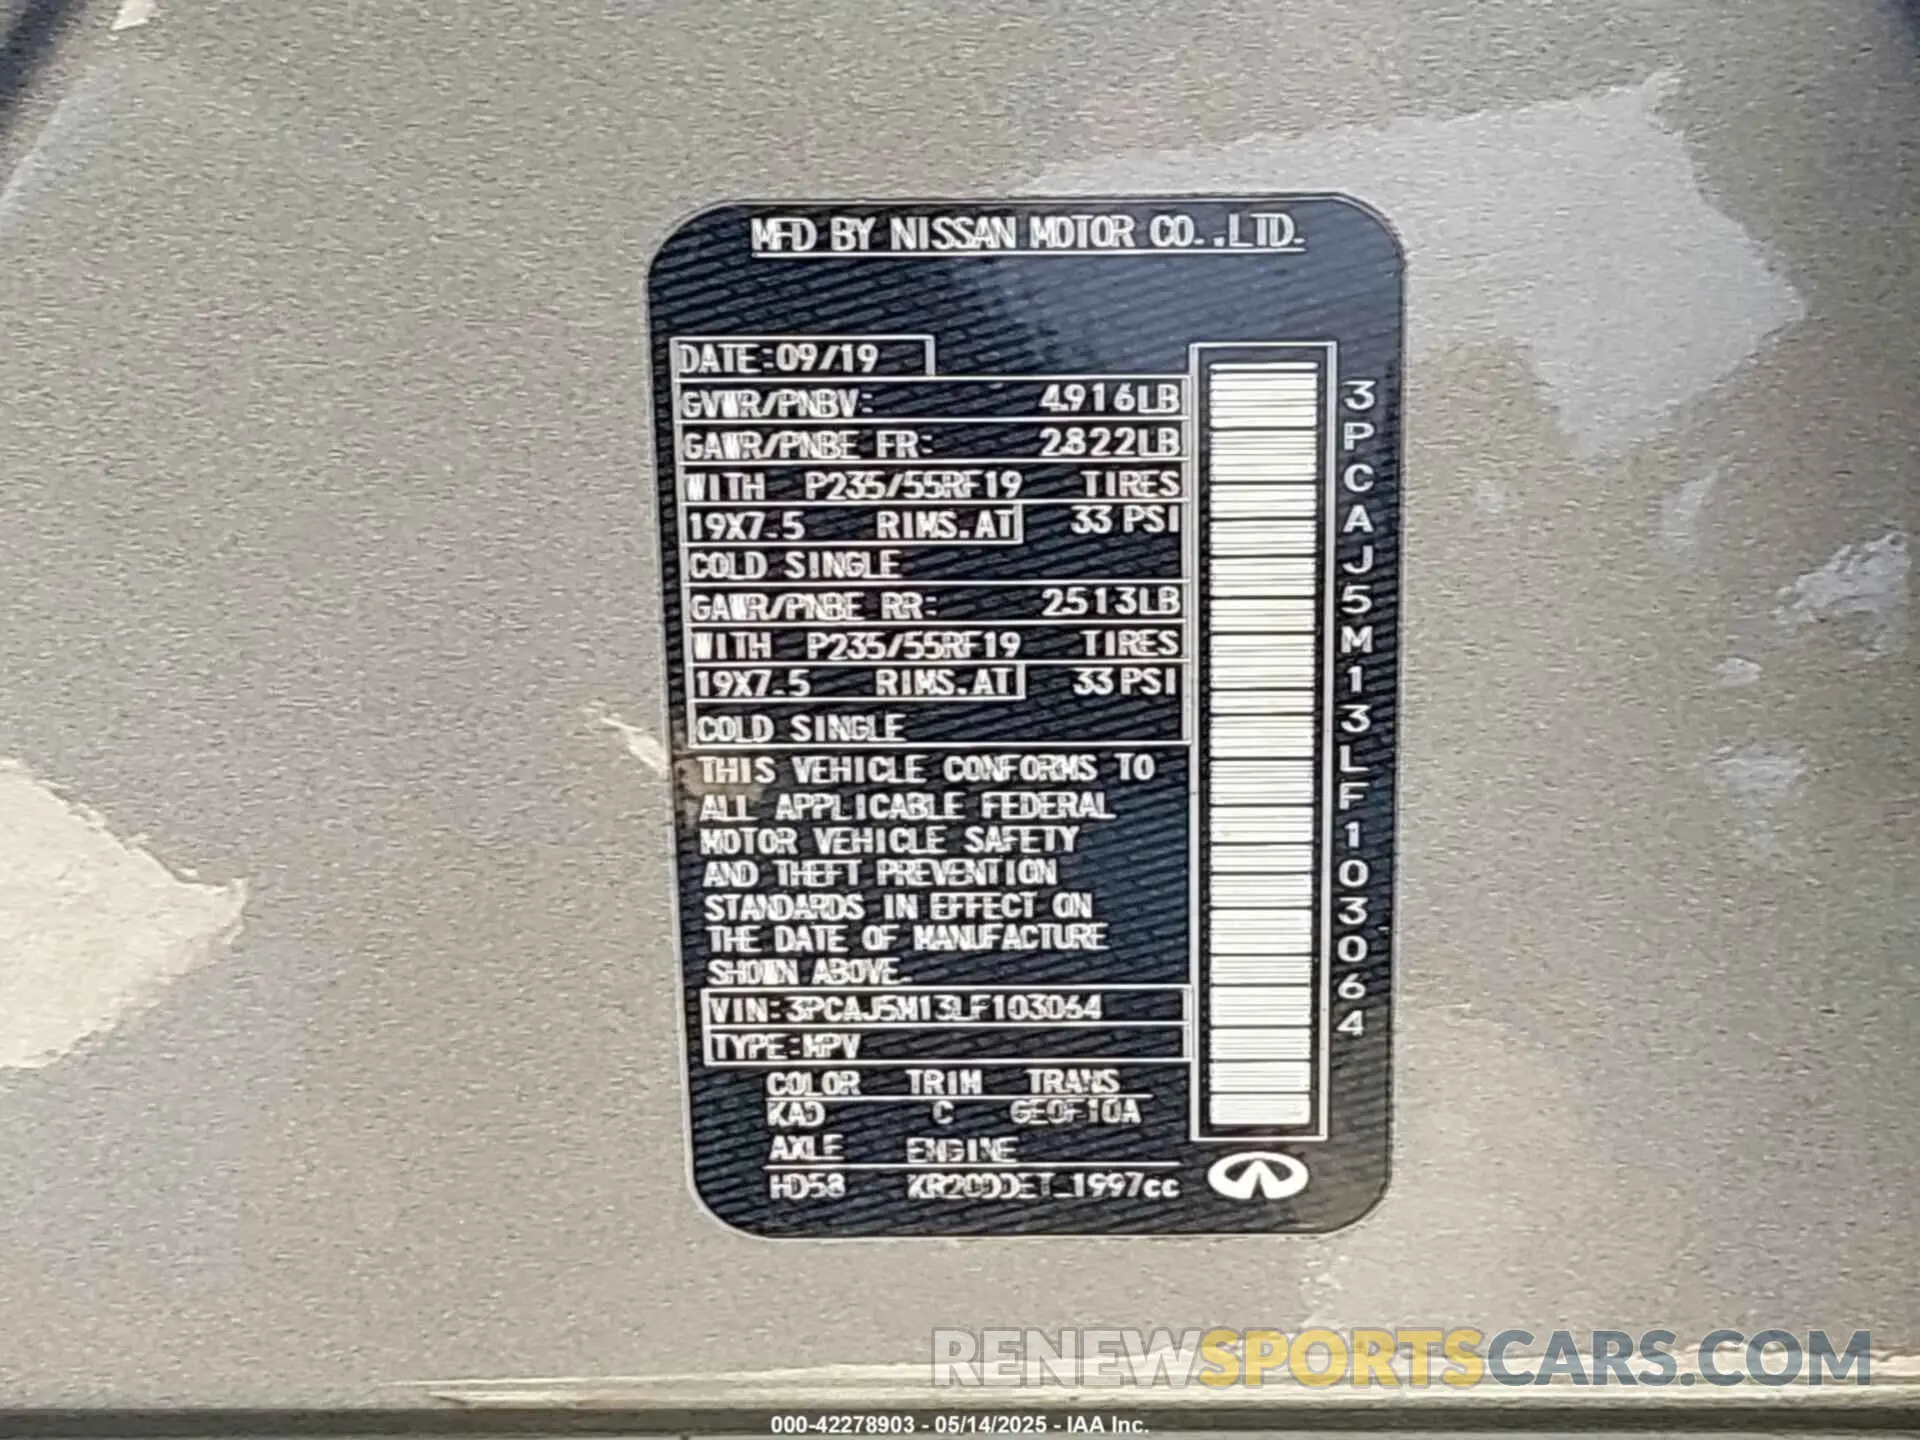 MFD BY NISSAN MOTOR CO.,LTD.
DATE:09/19
GVWR/PNBV: 4916LB
GAWR/PNBE FR: 2822LB
WITH P235/55RF19 TIRES
19X7.5 RIMS.AT 33 PSI
COLD SINGLE
GAWR/PNBE RR: 2513LB
WITH P235/55RF19 TIRES
19X7.5 RIMS.AT 33 PSI
COLD SINGLE
THIS VEHICLE CONFORMS TO
ALL APPLICABLE FEDERAL
MOTOR VEHICLE SAFETY
AND THEFT PREVENTION
STANDARDS IN EFFECT ON
THE DATE OF MANUFACTURE
SHOWN ABOVE.
VIN:3PCAJ5M13LF103064
TYPE:MPV
COLOR TRIM TRANS
KAD C GE0F10A
AXLE ENGINE
HD58 KR20DDET_1997cc
3PCAJ5M13LF103064
RENEWSPORTSCARS.COM
000-42278903 - 05/14/2025 - IAA Inc.